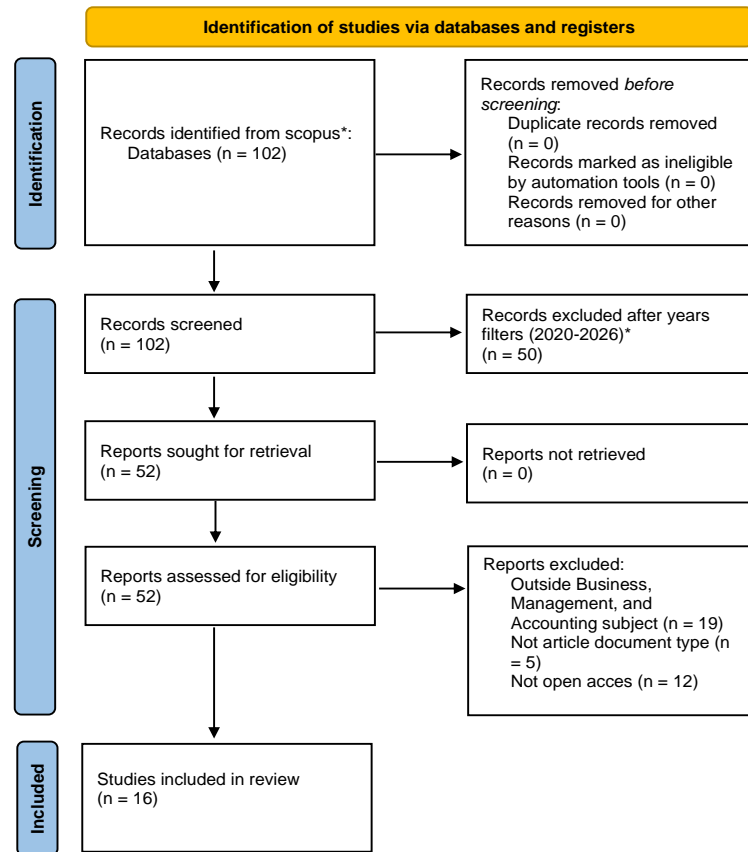 Identification of studies via databases and registers
Identification
Records identified from scopus*:
Databases (n = 102)
Records removed before
screening:
Duplicate records removed
(n = 0)
Records marked as ineligible
by automation tools (n = 0)
Records removed for other
reasons (n = 0)
Screening
Records screened
(n = 102)
Records excluded after years
filters (2020-2026)*
(n = 50)
Reports sought for retrieval
(n = 52)
Reports not retrieved
(n = 0)
Reports assessed for eligibility
(n = 52)
Reports excluded:
Outside Business,
Management, and
Accounting subject (n = 19)
Not article document type (n
= 5)
Not open acces (n = 12)
Included
Studies included in review
(n = 16)